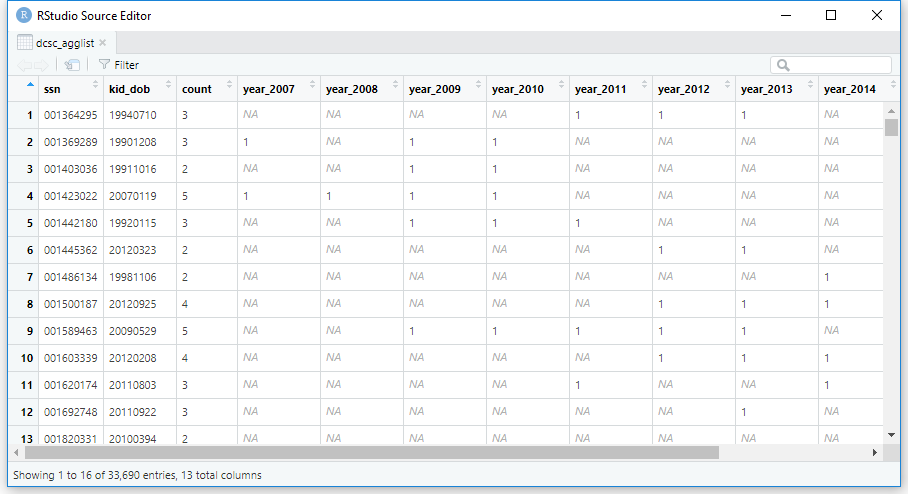 R RStudio Source Editor
dcsc_agglist
Filter
ssn kid_dob count year_2007 year_2008 year_2009 year_2010 year_2011 year_2012 year_2013 year_2014
1 001364295 19940710 3 NA NA NA NA 1 1 1 NA
2 001369289 19901208 3 1 NA 1 1 NA NA NA NA
3 001403036 19911016 2 NA NA 1 1 NA NA NA NA
4 001423022 20070119 5 1 1 1 1 NA NA NA NA
5 001442180 19920115 3 NA NA 1 1 1 NA NA NA
6 001445362 20120323 2 NA NA NA NA NA 1 1 NA
7 001486134 19981106 2 NA NA NA NA NA NA NA 1
8 001500187 20120925 4 NA NA NA NA NA 1 1 1
9 001589463 20090529 5 NA NA 1 1 1 1 1 NA
10 001603339 20120208 4 NA NA NA NA NA 1 1 1
11 001620174 20110803 3 NA NA NA NA 1 NA NA 1
12 001692748 20110922 3 NA NA NA NA NA NA 1 NA
13 001820331 20100394 2 NA NA NA NA NA NA NA NA
Showing 1 to 16 of 33,690 entries, 13 total columns